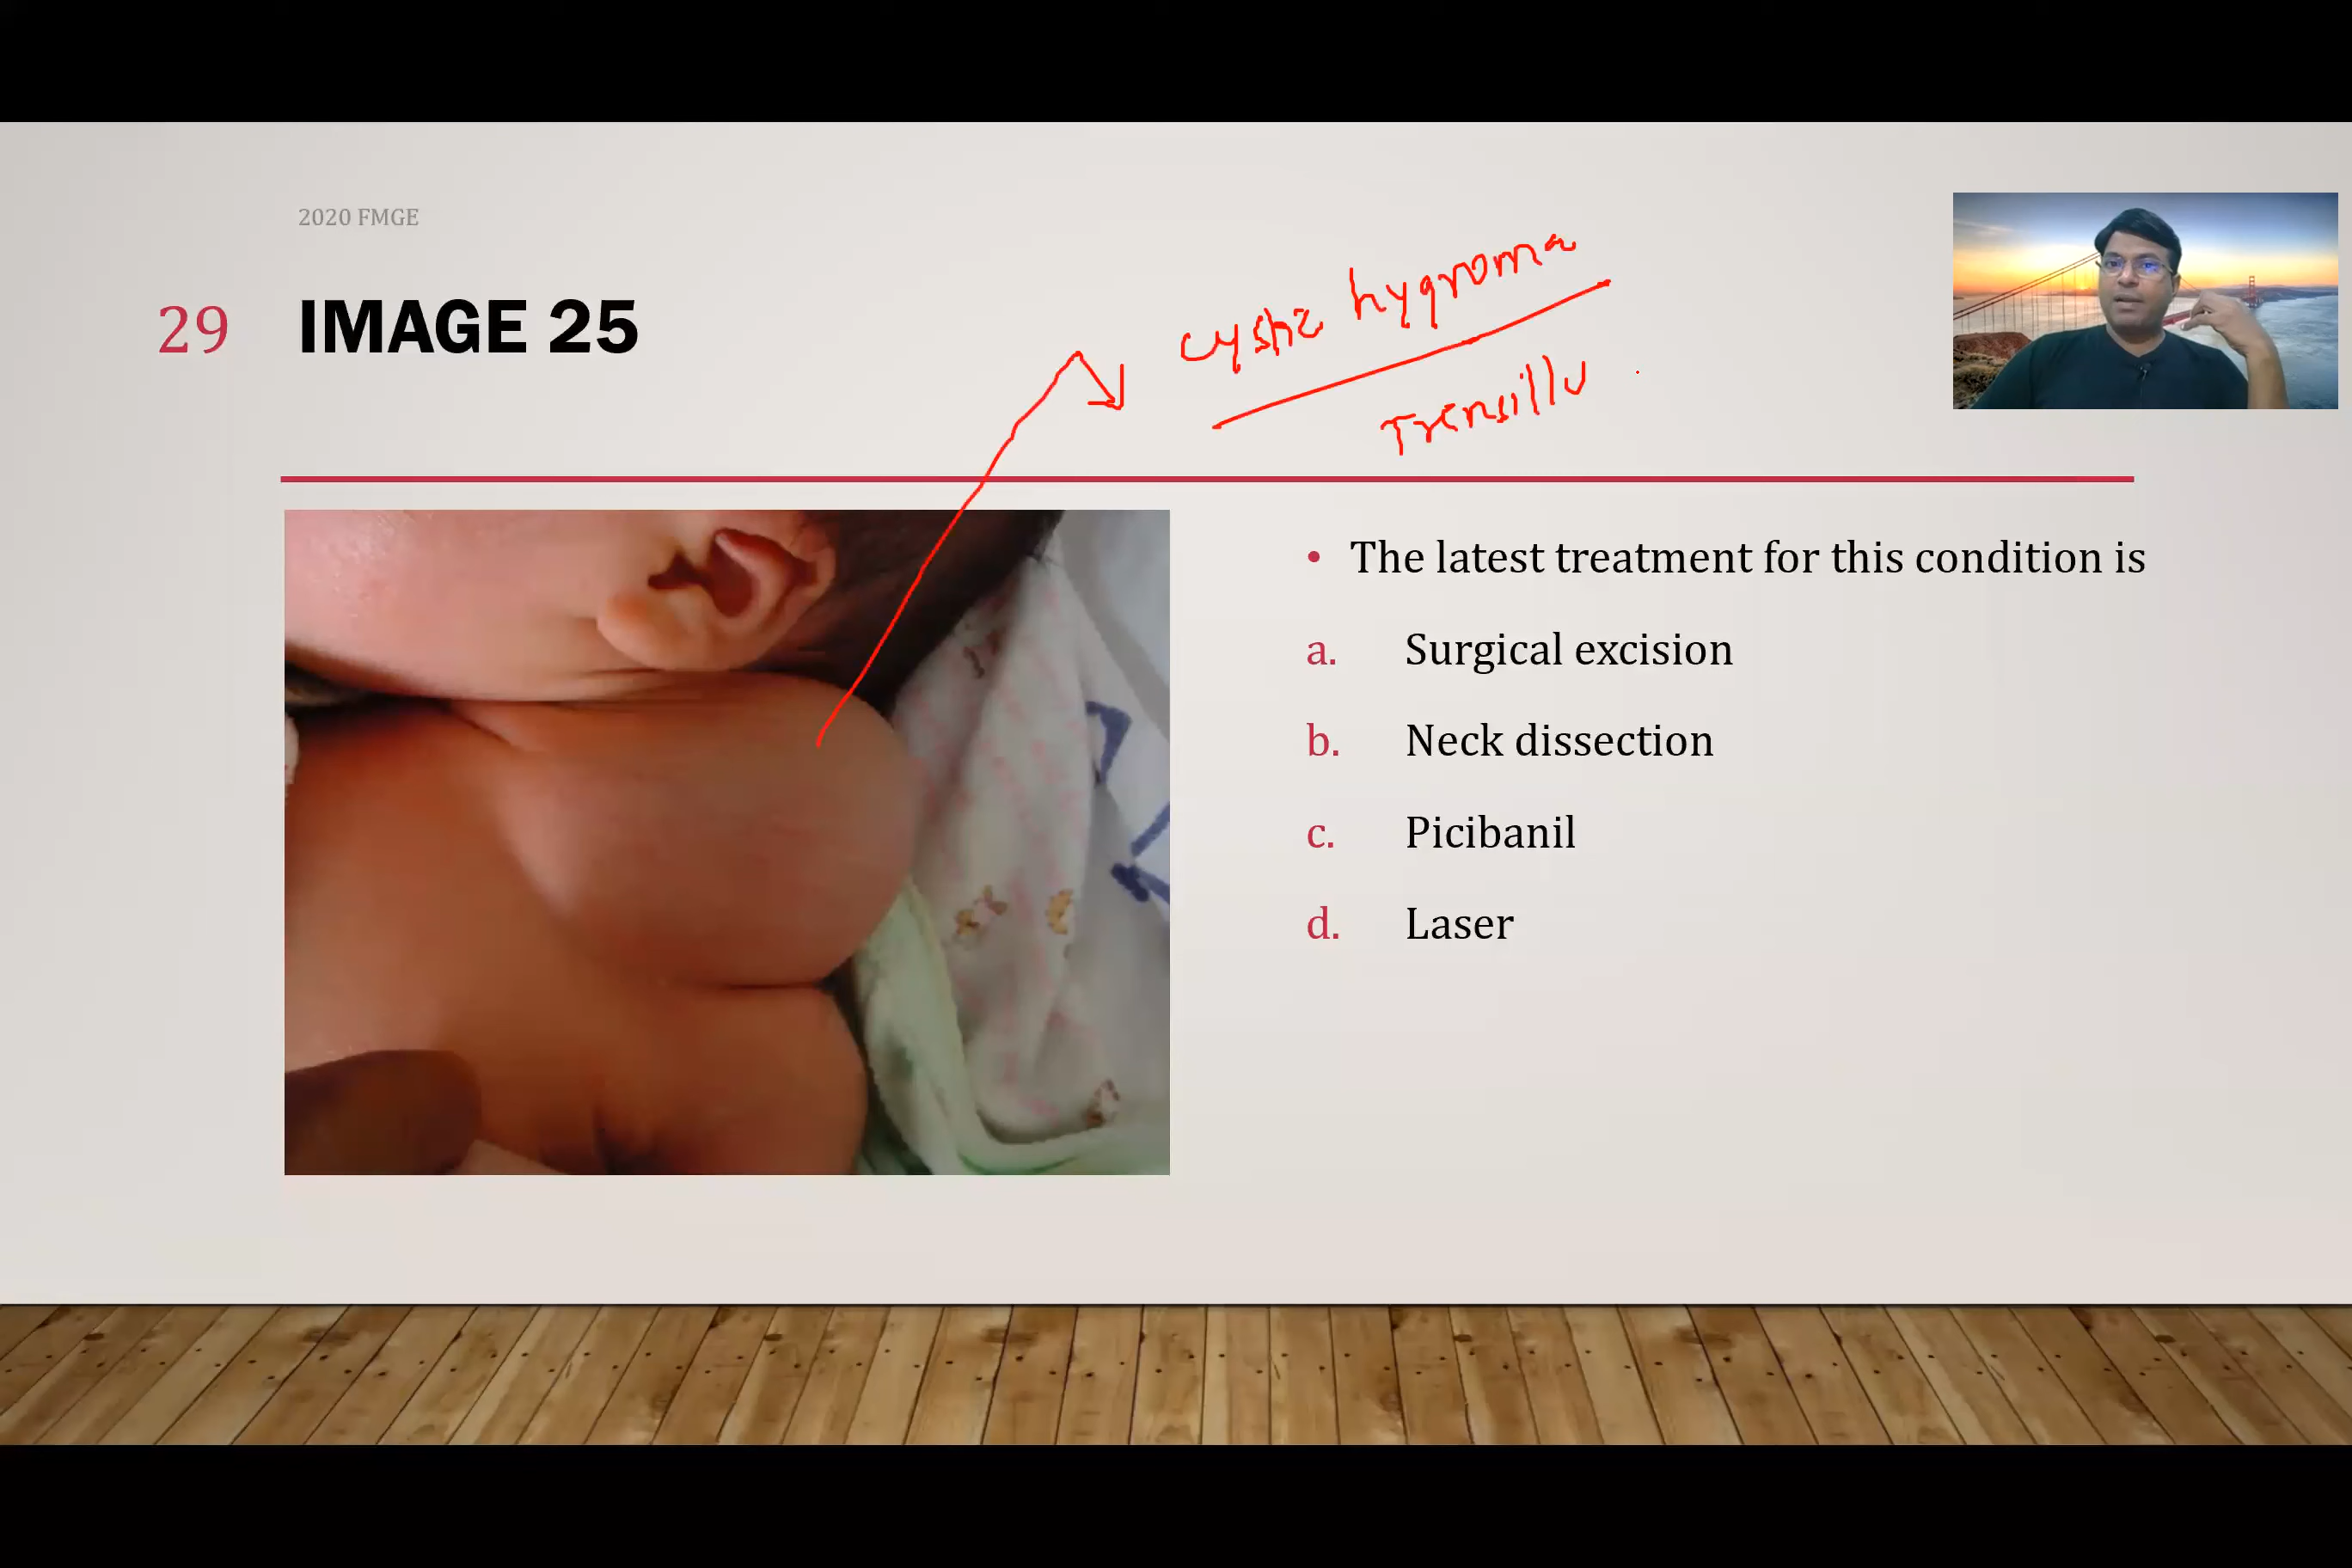 2020 FMGE
29 IMAGE 25
cystic hygroma
Transillu
• The latest treatment for this condition is
a. Surgical excision
b. Neck dissection
c. Picibanil
d. Laser